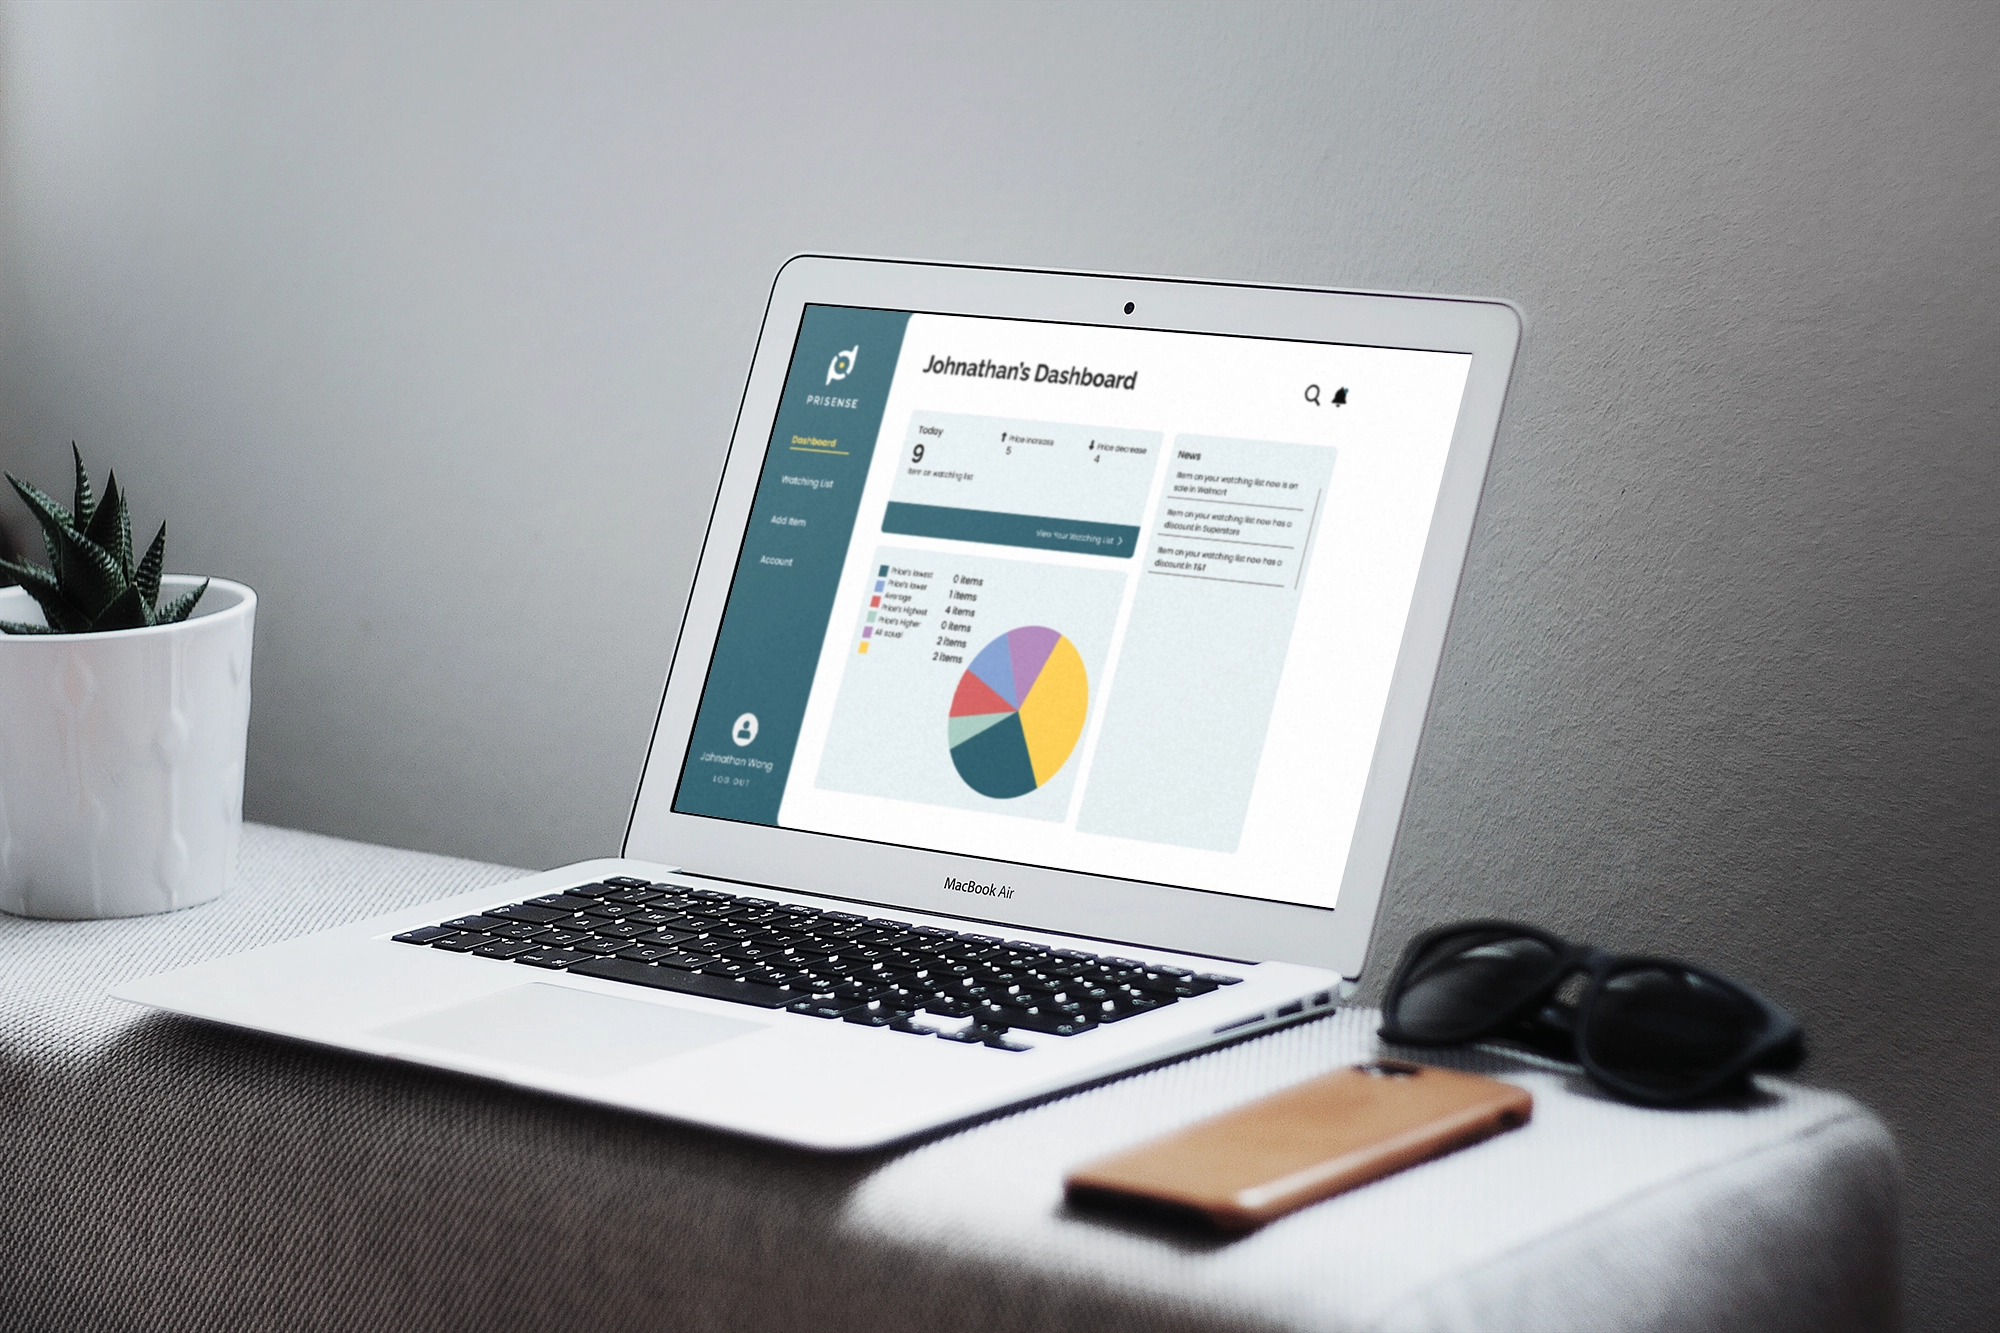 PRISENSE
Dashboard
Watching List
Add Item
Account
Johnathan Wong
LOG OUT
Johnathan's Dashboard
Today
9
Item on watching list
Price increase
5
Price decrease
4
View Your Watching List
Price's lowest
Price's lower
Average
Price's Highest
Price's Higher
All equal
0 items
1 items
4 items
0 items
2 items
2 items
News
Item on your watching list now is on
sale in Walmart
Item on your watching list now has a
discount in Superstore
Item on your watching list now has a
discount in T&T
MacBook Air